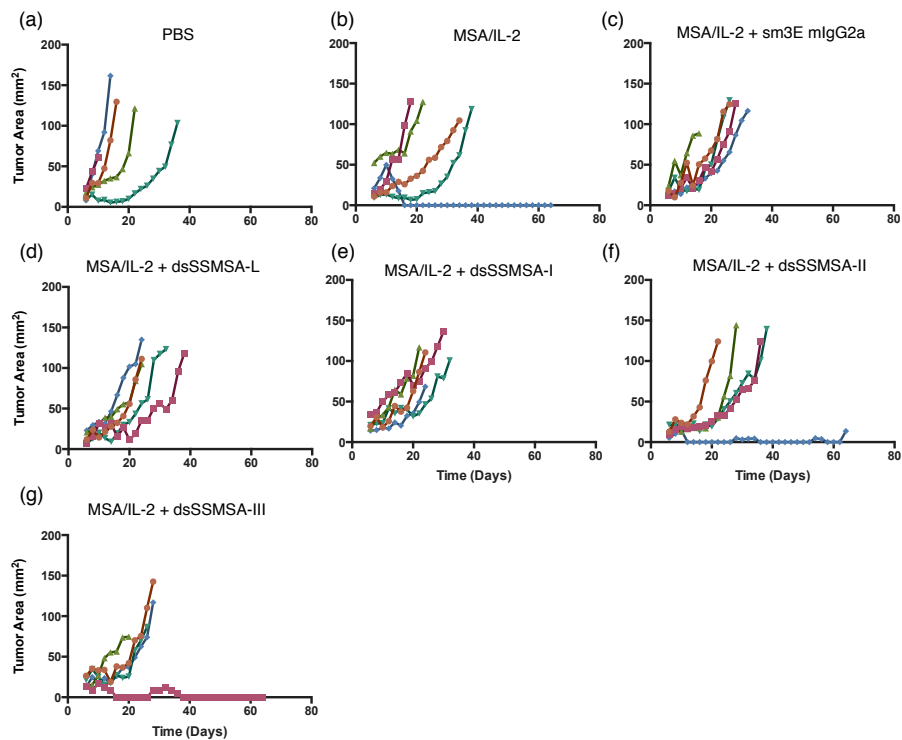 (a)
PBS
Tumor Area (mm²)
200
150
100
50
0
0 20 40 60 80
(b)
MSA/IL-2
200
150
100
50
0
0 20 40 60 80
(c)
MSA/IL-2 + sm3E mIgG2a
200
150
100
50
0
0 20 40 60 80
(d)
MSA/IL-2 + dsSSMSA-L
Tumor Area (mm²)
200
150
100
50
0
0 20 40 60 80
(e)
MSA/IL-2 + dsSSMSA-I
200
150
100
50
0
0 20 40 60 80
Time (Days)
(f)
MSA/IL-2 + dsSSMSA-II
200
150
100
50
0
0 20 40 60 80
Time (Days)
(g)
MSA/IL-2 + dsSSMSA-III
Tumor Area (mm²)
200
150
100
50
0
0 20 40 60 80
Time (Days)